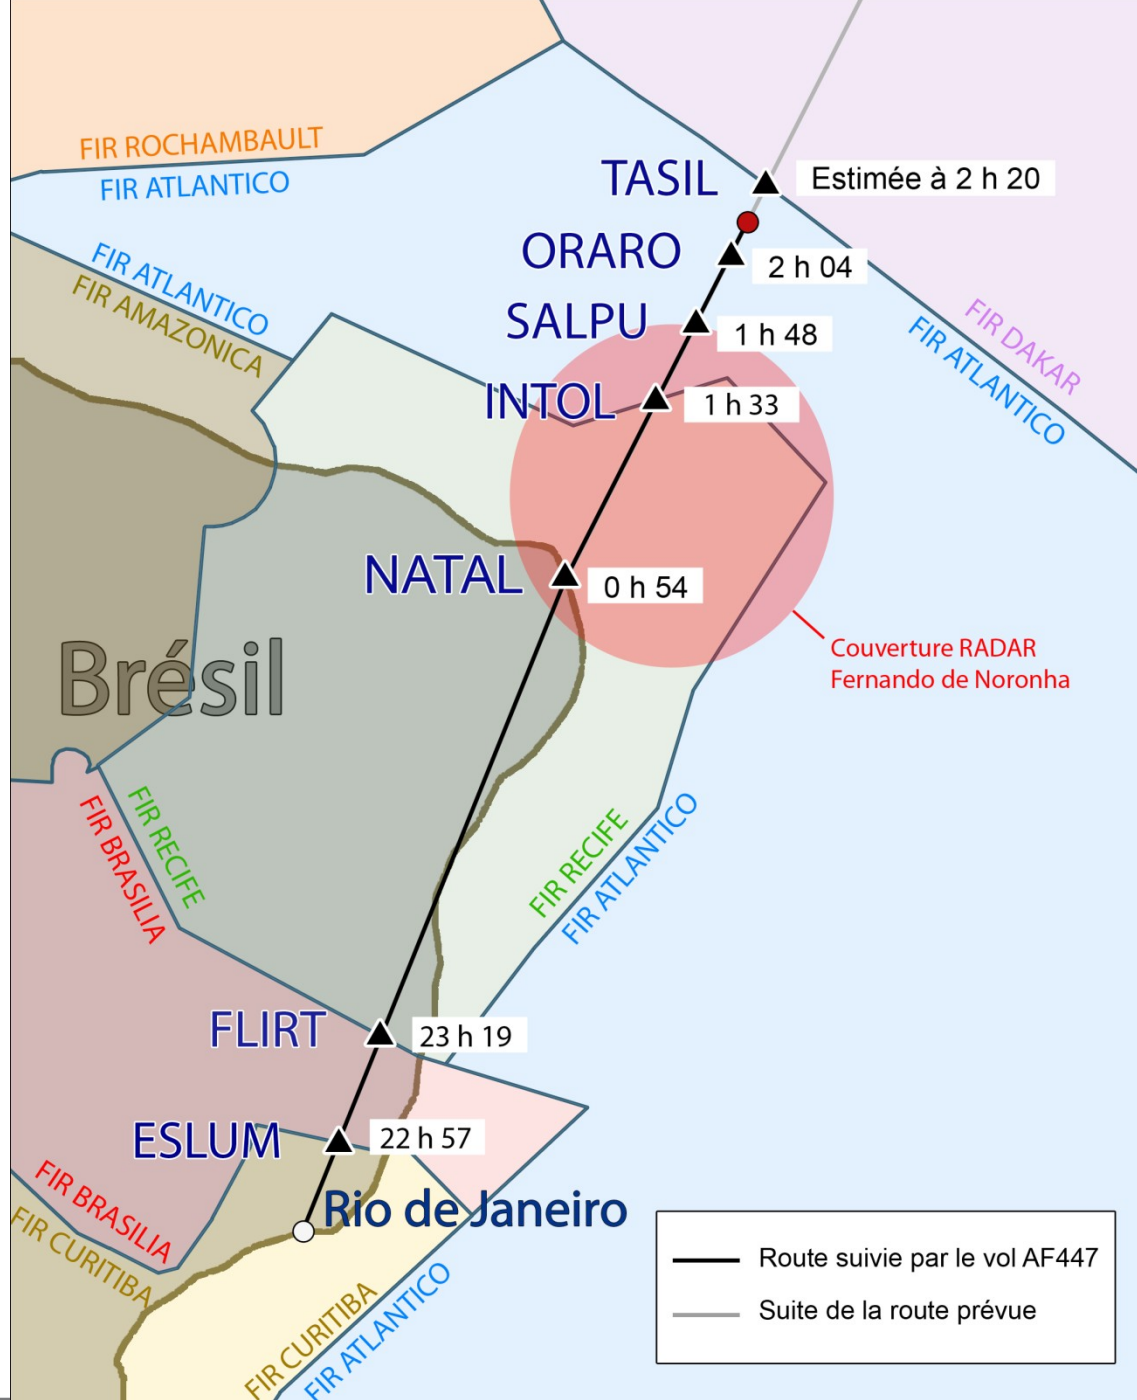 FIR ROCHAMBAULT
FIR ATLANTICO
TASIL
Estimée à 2 h 20
ORARO
2 h 04
FIR ATLANTICO
FIR AMAZONICA
SALPU
1 h 48
FIR DAKAR
FIR ATLANTICO
INTOL
1 h 33
NATAL
0 h 54
Brésil
Couverture RADAR
Fernando de Noronha
FIR RECIFE
FIR BRASILIA
FIR RECIFE
FIR ATLANTICO
FLIRT
23 h 19
ESLUM
22 h 57
FIR BRASILIA
FIR CURITIBA
Rio de Janeiro
FIR CURITIBA
FIR ATLANTICO
Route suivie par le vol AF447
Suite de la route prévue